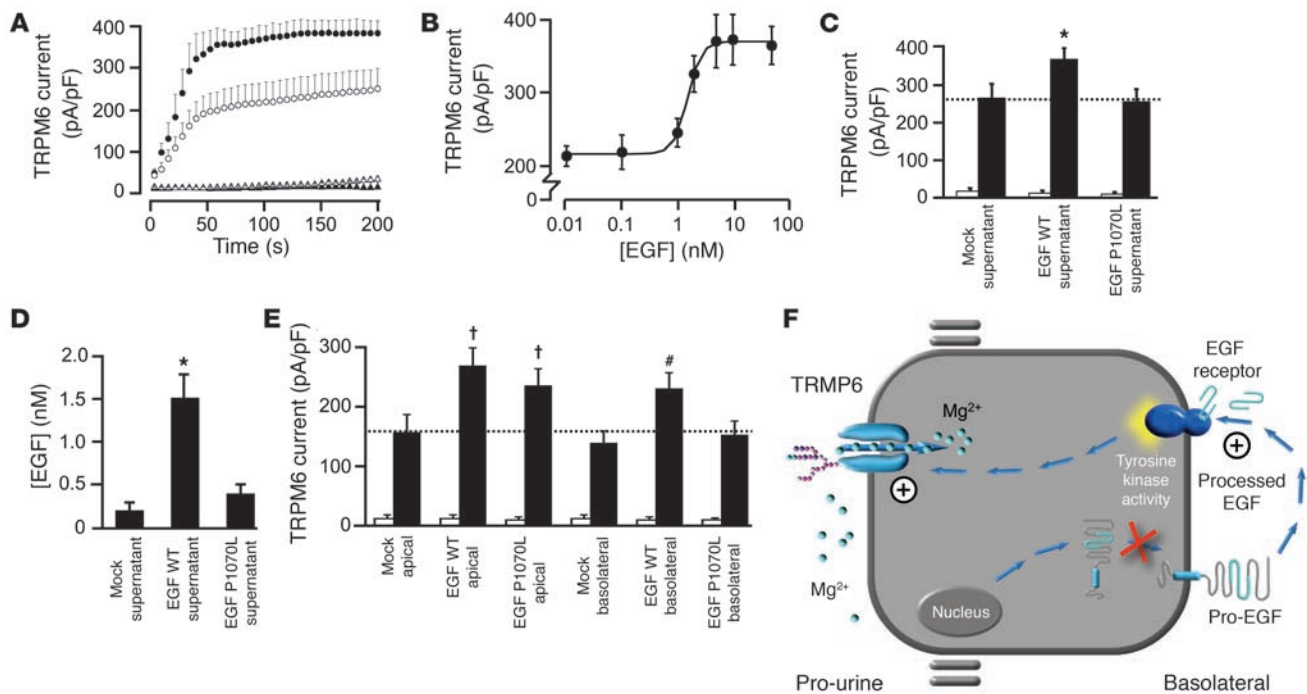 A
TRPM6 current
(pA/pF)
400
300
200
100
0
0
50
100
150
200
Time (s)
B
TRPM6 current
(pA/pF)
400
300
200
0
0.01
0.1
1
10
100
[EGF] (nM)
C
TRPM6 current
(pA/pF)
400
300
200
100
0
*
Mock
supernatant
EGF WT
supernatant
EGF P1070L
supernatant
D
[EGF] (nM)
2.0
1.5
1.0
0.5
0
*
Mock
supernatant
EGF WT
supernatant
EGF P1070L
supernatant
E
TRPM6 current (pA/pF)
300
200
100
0
†
†
#
Mock
apical
EGF WT
apical
EGF P1070L
apical
Mock
basolateral
EGF WT
basolateral
EGF P1070L
basolateral
F
TRMP6
Mg2+
EGF
receptor
+
Tyrosine
kinase
activity
Processed
EGF
+
Mg2+
Nucleus
Pro-EGF
Pro-urine
Basolateral